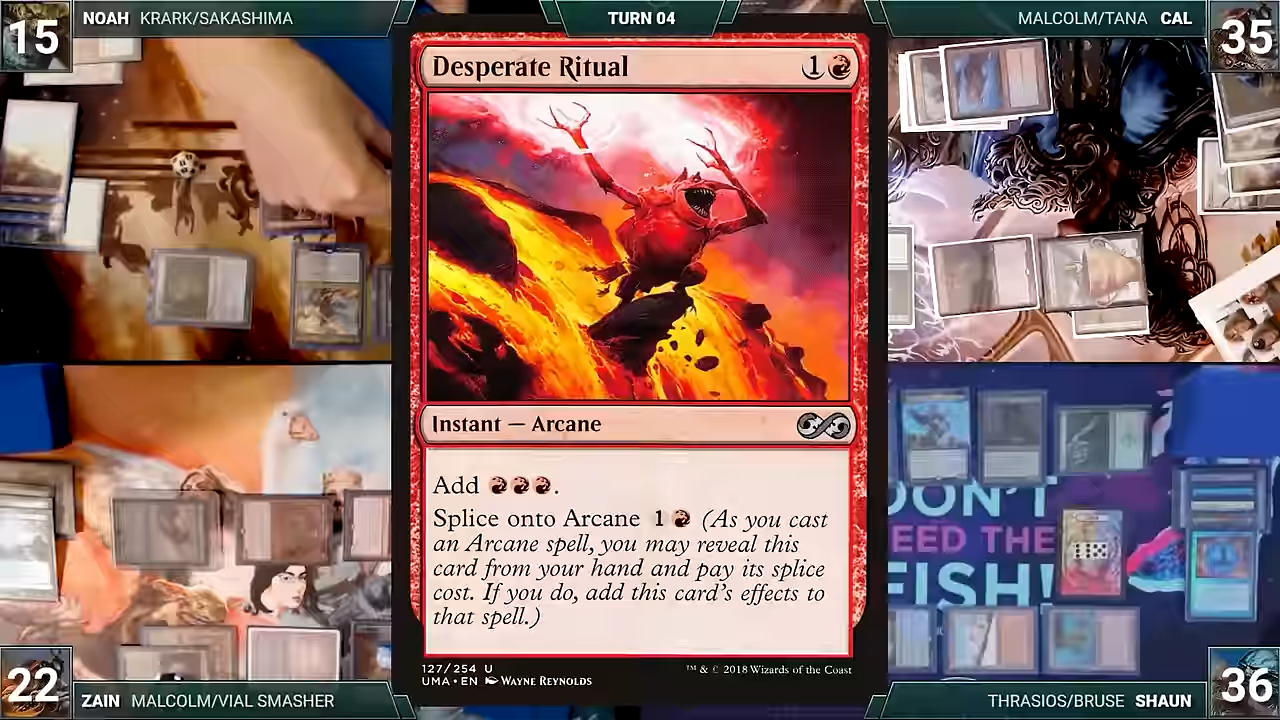 15
NOAH KRARK/SAKASHIMA
TURN 04
MALCOLM/TANA CAL
35
Desperate Ritual 1
Instant — Arcane
Add .
Splice onto Arcane 1 (As you cast
an Arcane spell, you may reveal this
card from your hand and pay its splice
cost. If you do, add this card's effects to
that spell.)
127/254 U
UMA • EN WAYNE REYNOLDS
™ & © 2018 Wizards of the Coast
DON'T
EED THE
FISH!
22
ZAIN MALCOLM/VIAL SMASHER
THRASIOS/BRUSE SHAUN
36